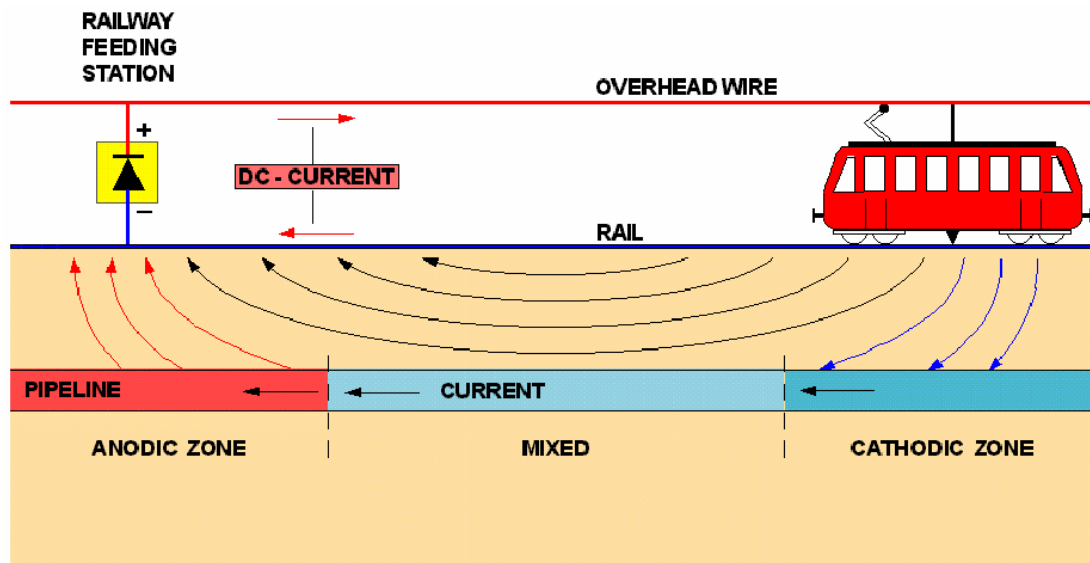 RAILWAY
FEEDING
STATION
OVERHEAD WIRE
+
DC - CURRENT
−
RAIL
PIPELINE
CURRENT
ANODIC ZONE
MIXED
CATHODIC ZONE